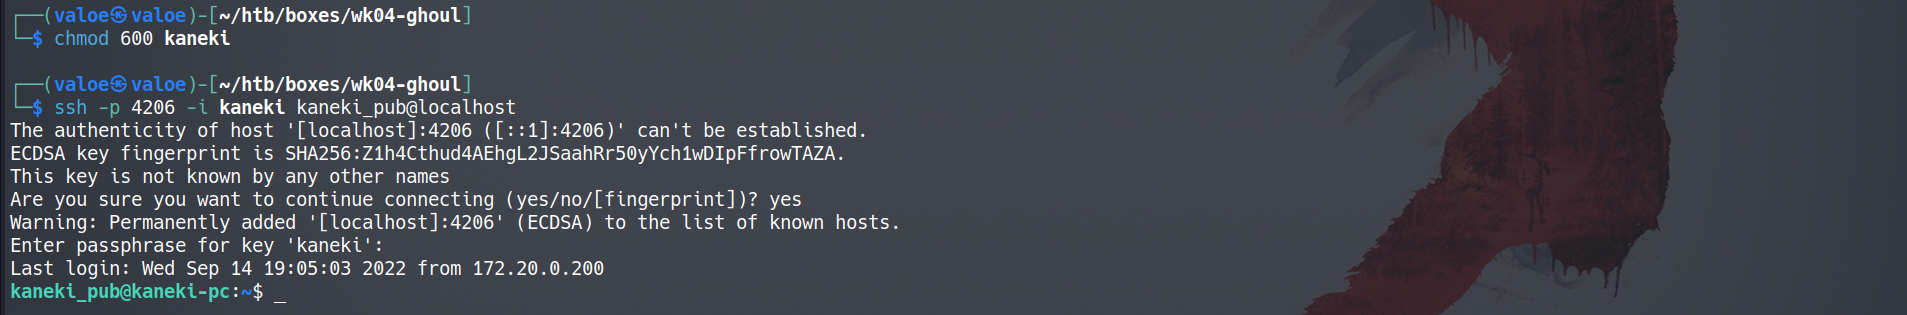 ┌──(valoe㉿valoe)-[~/htb/boxes/wk04-ghoul]
└─$ chmod 600 kaneki
┌──(valoe㉿valoe)-[~/htb/boxes/wk04-ghoul]
└─$ ssh -p 4206 -i kaneki kaneki_pub@localhost
The authenticity of host '[localhost]:4206 ([::1]:4206)' can't be established.
ECDSA key fingerprint is SHA256:Z1h4Cthud4AEhgL2JSaahRr50yYch1wDIpFfrowTAZA.
This key is not known by any other names
Are you sure you want to continue connecting (yes/no/[fingerprint])? yes
Warning: Permanently added '[localhost]:4206' (ECDSA) to the list of known hosts.
Enter passphrase for key 'kaneki':
Last login: Wed Sep 14 19:05:03 2022 from 172.20.0.200
kaneki_pub@kaneki-pc:~$ _